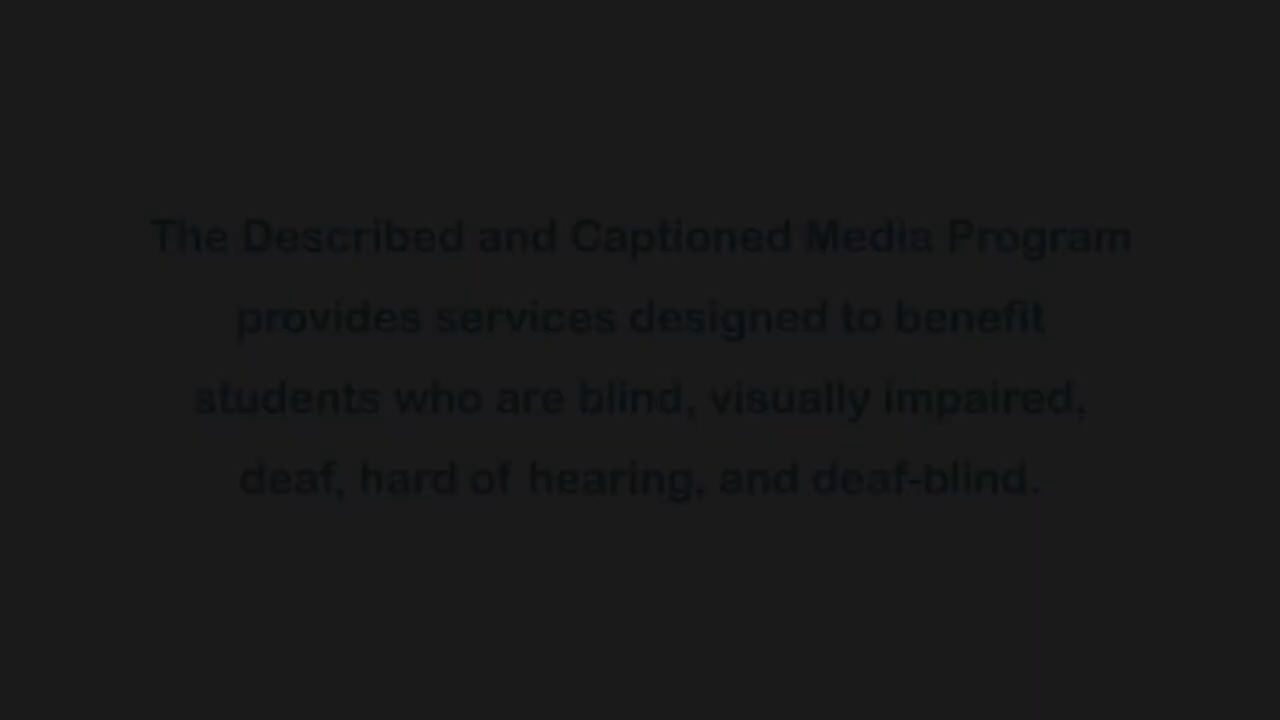 The Described and Captioned Media Program
provides services designed to benefit
students who are blind, visually impaired,
deaf, hard of hearing, and deaf-blind.